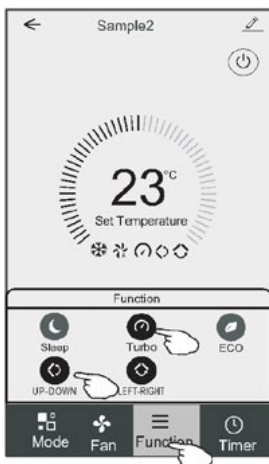 Sample2
23°C
Set Temperature
Function
Sleep Turbo ECO
UP-DOWN LEFT-RIGHT
Mode Fan Function Timer